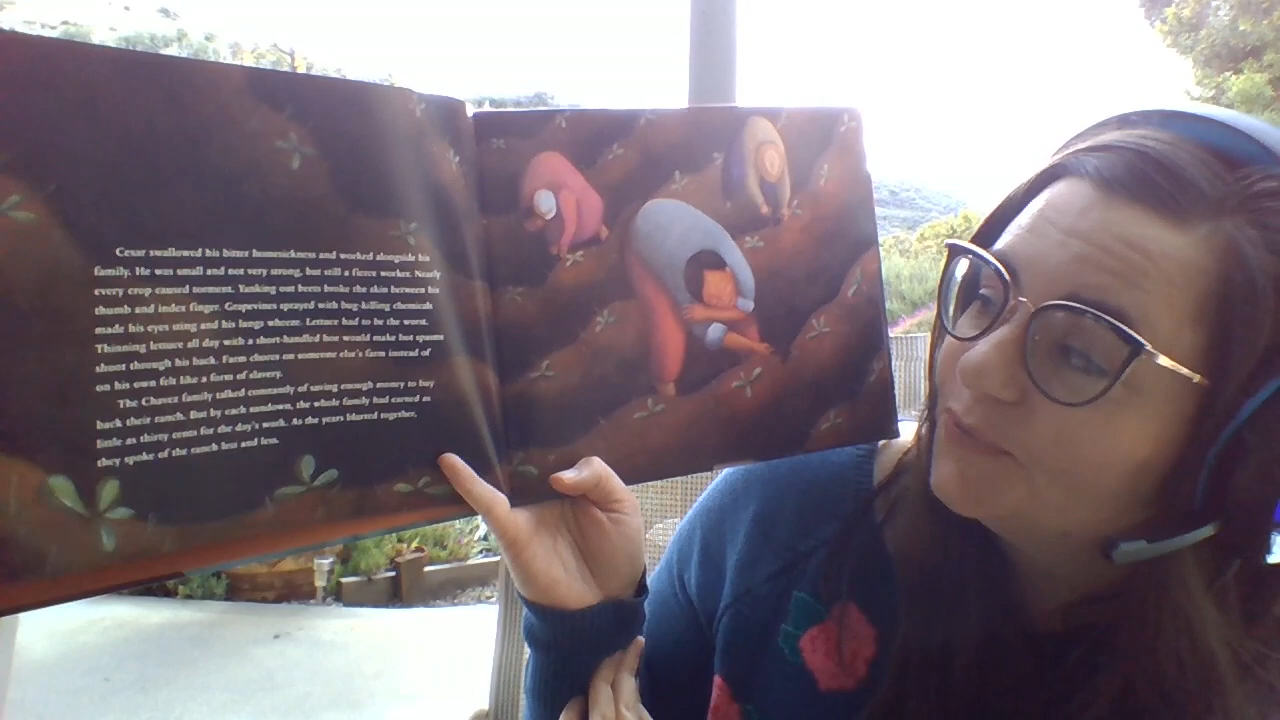 Cesar swallowed his bitter homesickness and worked alongside his
family. He was small and not very strong, but still a fierce worker. Nearly
every crop caused torment. Yanking out beets broke the skin between his
thumb and index finger. Grapevines sprayed with bug-killing chemicals
made his eyes sting and his lungs wheeze. Lettuce had to be the worst.
Thinning lettuce all day with a short-handled hoe would make hot spasms
shoot through his back. Farm chores on someone else's farm instead of
on his own felt like a form of slavery.
The Chavez family talked constantly of saving enough money to buy
back their ranch. But by each sundown, the whole family had earned as
little as thirty cents for the day's work. As the years blurred together,
they spoke of the ranch less and less.